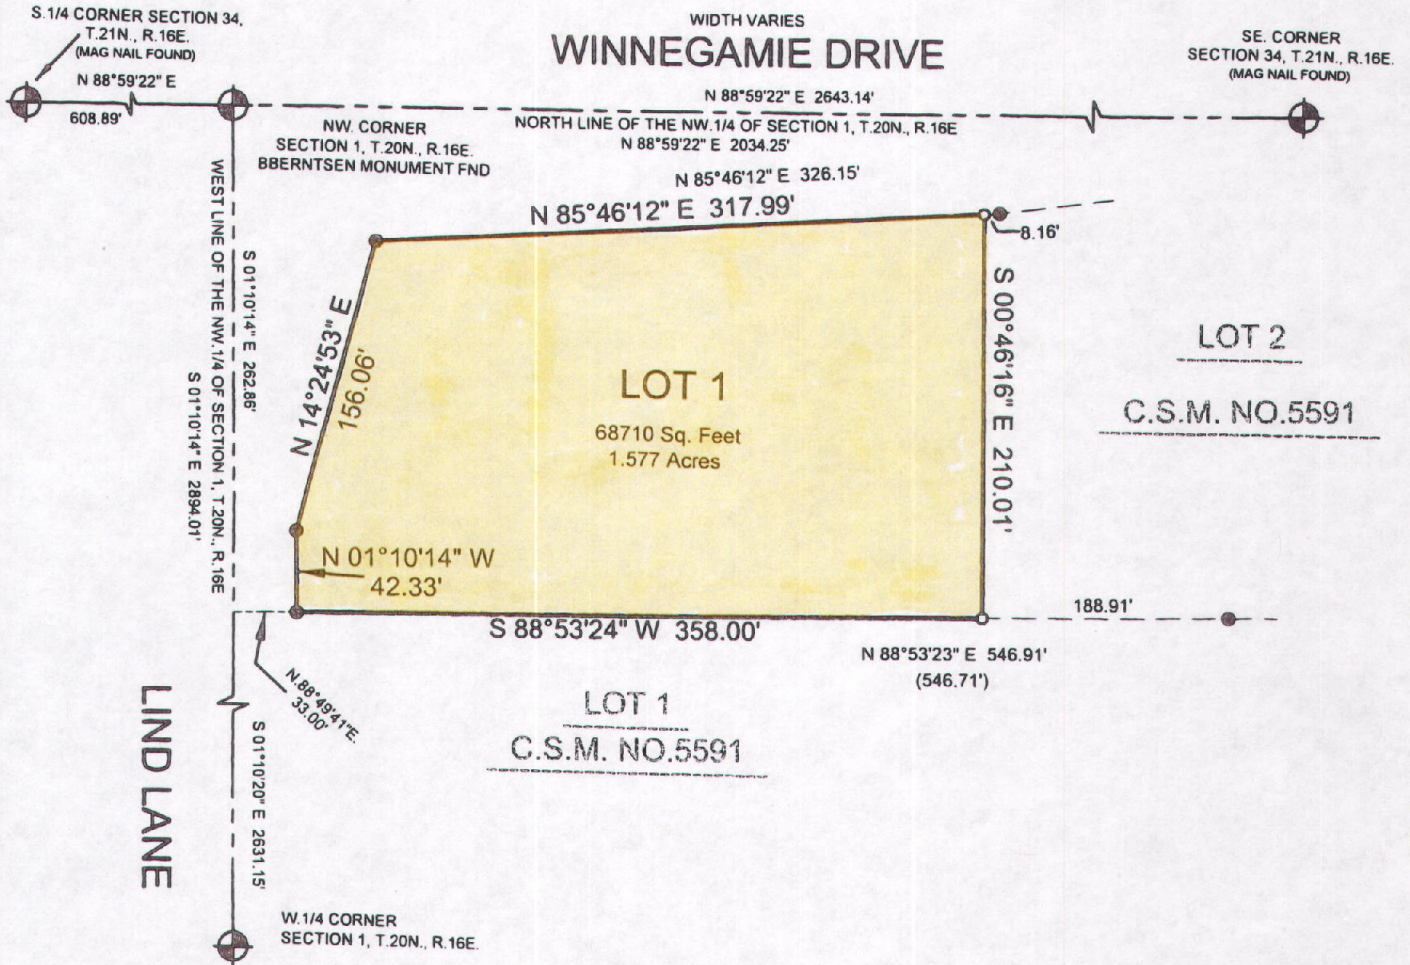 S.1/4 CORNER SECTION 34,
T.21N., R.16E.
(MAG NAIL FOUND)
N 88°59'22" E
608.89'
WIDTH VARIES
WINNEGAMIE DRIVE
SE. CORNER
SECTION 34, T.21N., R.16E.
(MAG NAIL FOUND)
N 88°59'22" E 2643.14'
NORTH LINE OF THE NW.1/4 OF SECTION 1, T.20N., R.16E
N 88°59'22" E 2034.25'
NW. CORNER
SECTION 1, T.20N., R.16E.
BBERNTSEN MONUMENT FND
N 85°46'12" E 326.15'
N 85°46'12" E 317.99'
8.16'
WEST LINE OF THE NW.1/4 OF SECTION 1, T.20N., R.16E
S 01°10'14" E 262.86'
S 01°10'14" E 2894.01'
N 14°24'53" E
156.06'
LOT 1
68710 Sq. Feet
1.577 Acres
S 00°46'16" E 210.01'
LOT 2
C.S.M. NO.5591
N 01°10'14" W
42.33'
S 88°53'24" W 358.00'
188.91'
N 88°53'23" E 546.91'
(546.71')
N.88°49'41"E.
33.00'
LOT 1
C.S.M. NO.5591
LIND LANE
S 01°10'20" E 2631.15'
W.1/4 CORNER
SECTION 1, T.20N., R.16E.